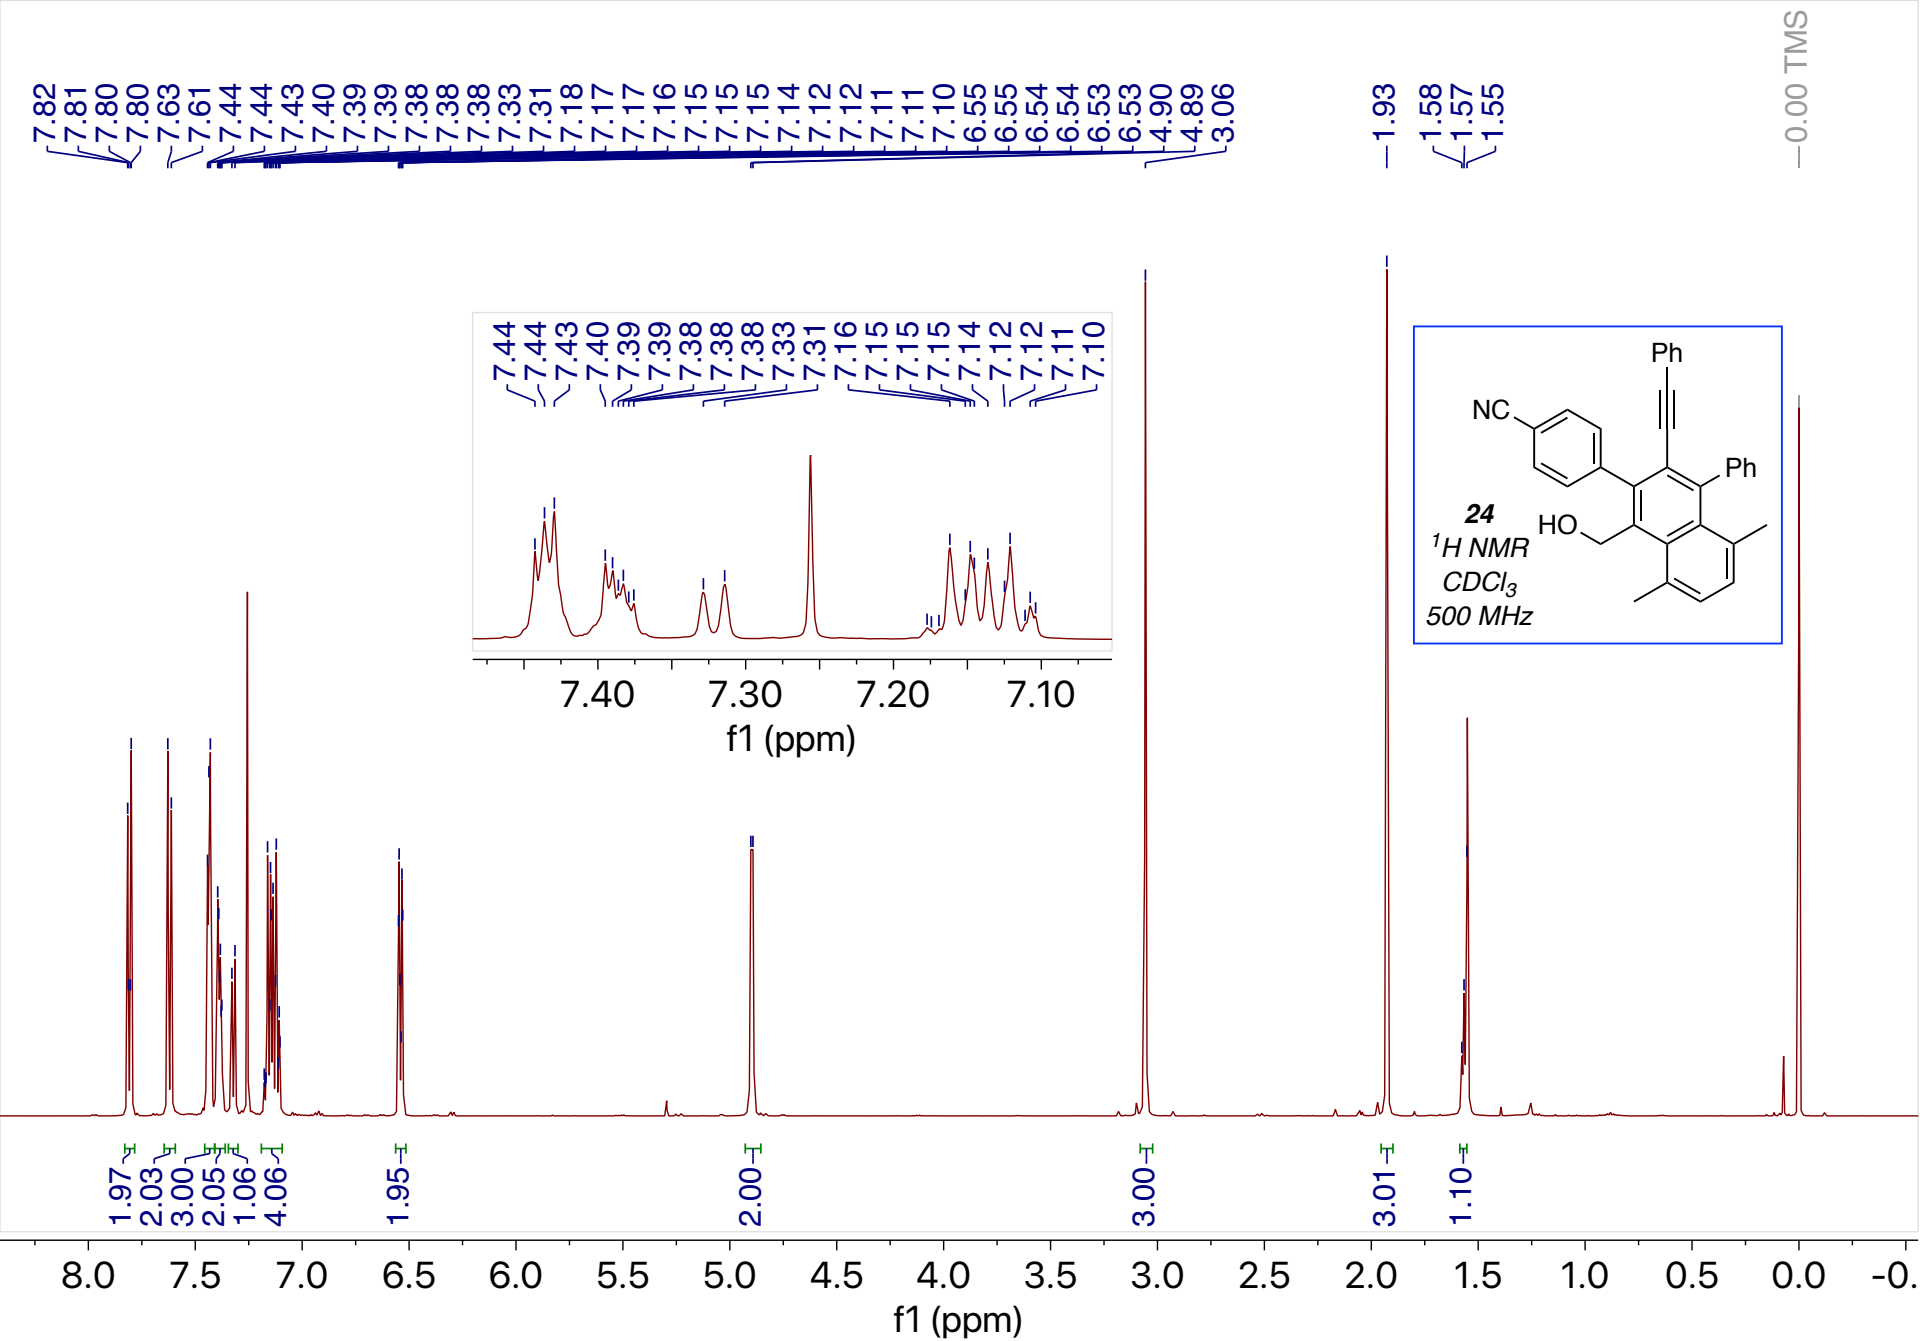 7.82 7.81 7.80 7.80 7.63 7.61 7.44 7.44 7.43 7.40 7.39 7.39 7.38 7.38 7.38 7.33 7.31 7.18 7.17 7.17 7.16 7.15 7.15 7.15 7.14 7.12 7.12 7.11 7.11 7.10 6.55 6.55 6.54 6.54 6.53 6.53 4.90 4.89 3.06 1.93 1.58 1.57 1.55 0.00 TMS
7.44 7.44 7.43 7.40 7.39 7.39 7.38 7.38 7.38 7.33 7.31 7.16 7.15 7.15 7.15 7.14 7.12 7.12 7.11 7.10
7.40 7.30 7.20 7.10
f1 (ppm)
Ph
NC
Ph
HO
24
¹H NMR
CDCl₃
500 MHz
1.97 2.03 3.00 2.05 1.06 4.06 1.95 2.00 3.00 3.01 1.10
8.0 7.5 7.0 6.5 6.0 5.5 5.0 4.5 4.0 3.5 3.0 2.5 2.0 1.5 1.0 0.5 0.0 -0.
f1 (ppm)